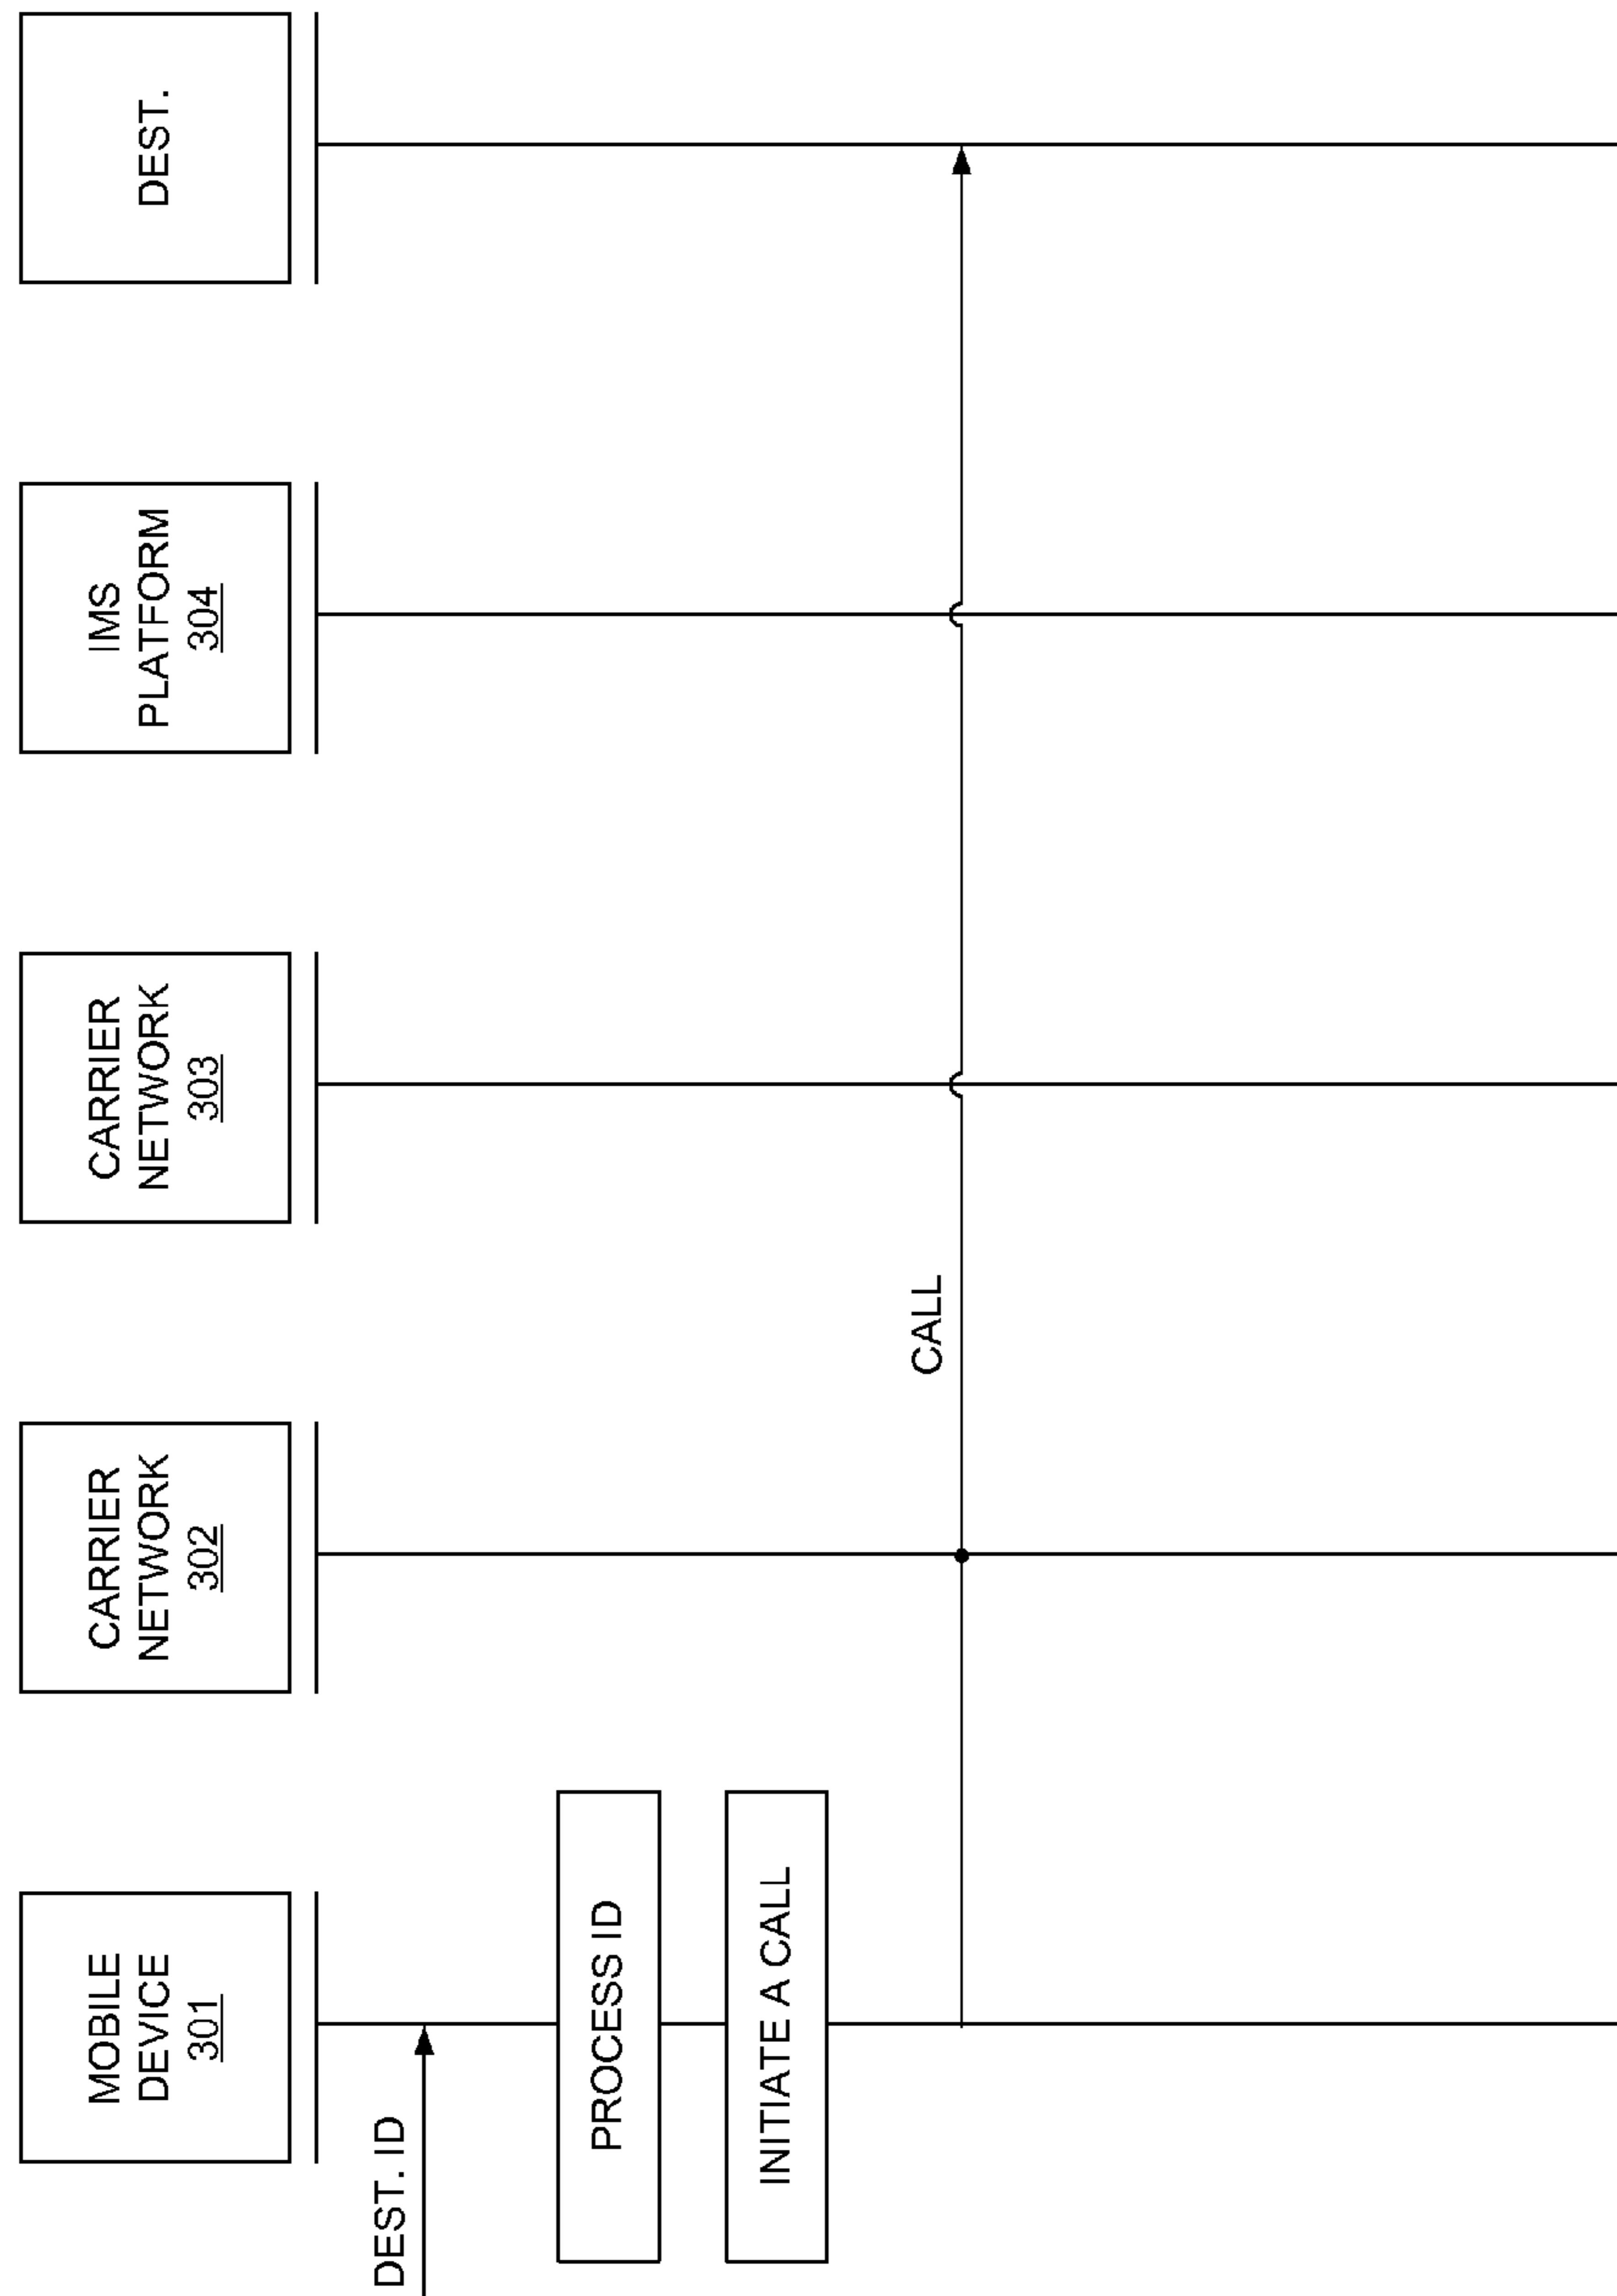 MOBILE
DEVICE
301
CARRIER
NETWORK
302
CARRIER
NETWORK
303
IMS
PLATFORM
304
DEST.
DEST. ID
PROCESS ID
INITIATE A CALL
CALL